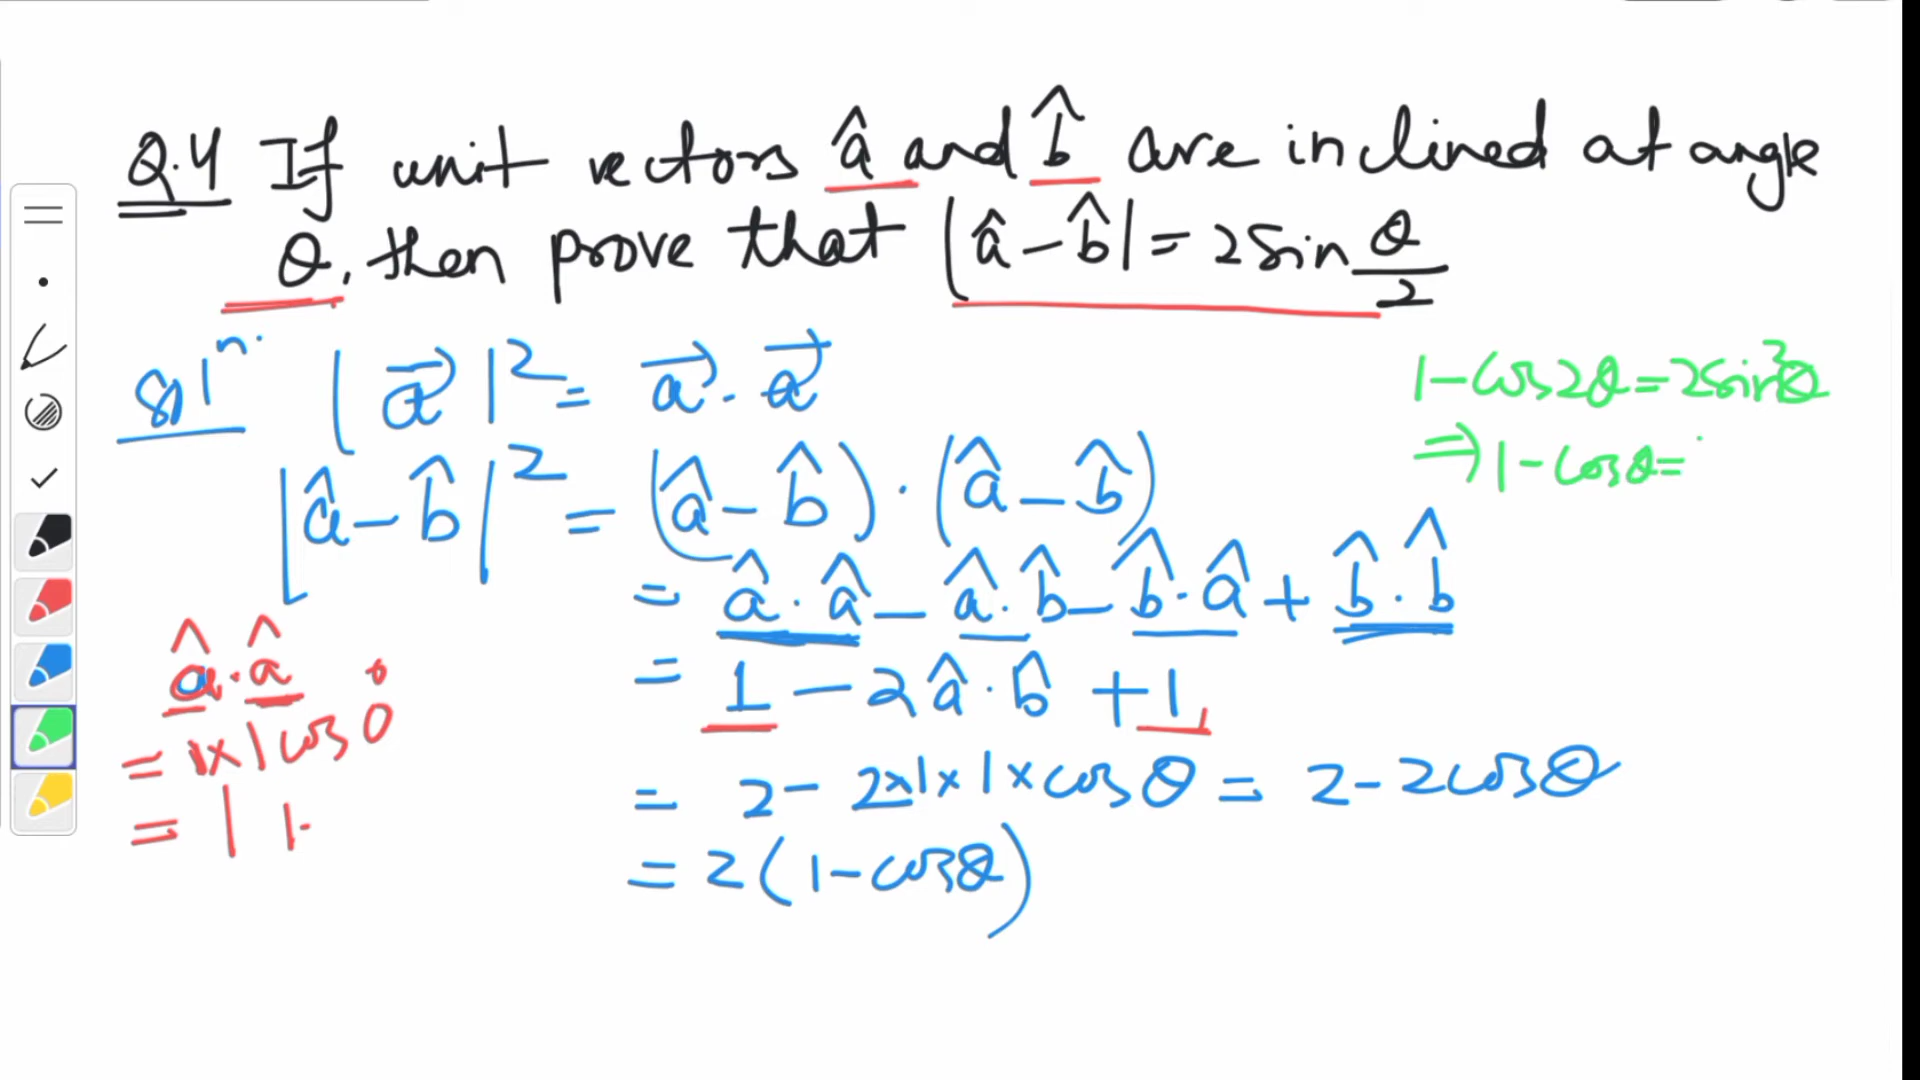 Q.4 If unit vectors â and b̂ are inclined at angle
θ, then prove that |â - b̂| = 2 sin θ/2
Solⁿ. |a⃗|² = a⃗ . a⃗
1 - cos2θ = 2sin²θ
⇒ 1 - cosθ =
|â - b̂|² = (â - b̂) . (â - b̂)
= â . â - â . b̂ - b̂ . â + b̂ . b̂
= 1 - 2 â . b̂ + 1
= 2 - 2×1×1×cosθ = 2 - 2cosθ
= 2(1 - cosθ)
â . â
= 1×1 cos 0°
= 1